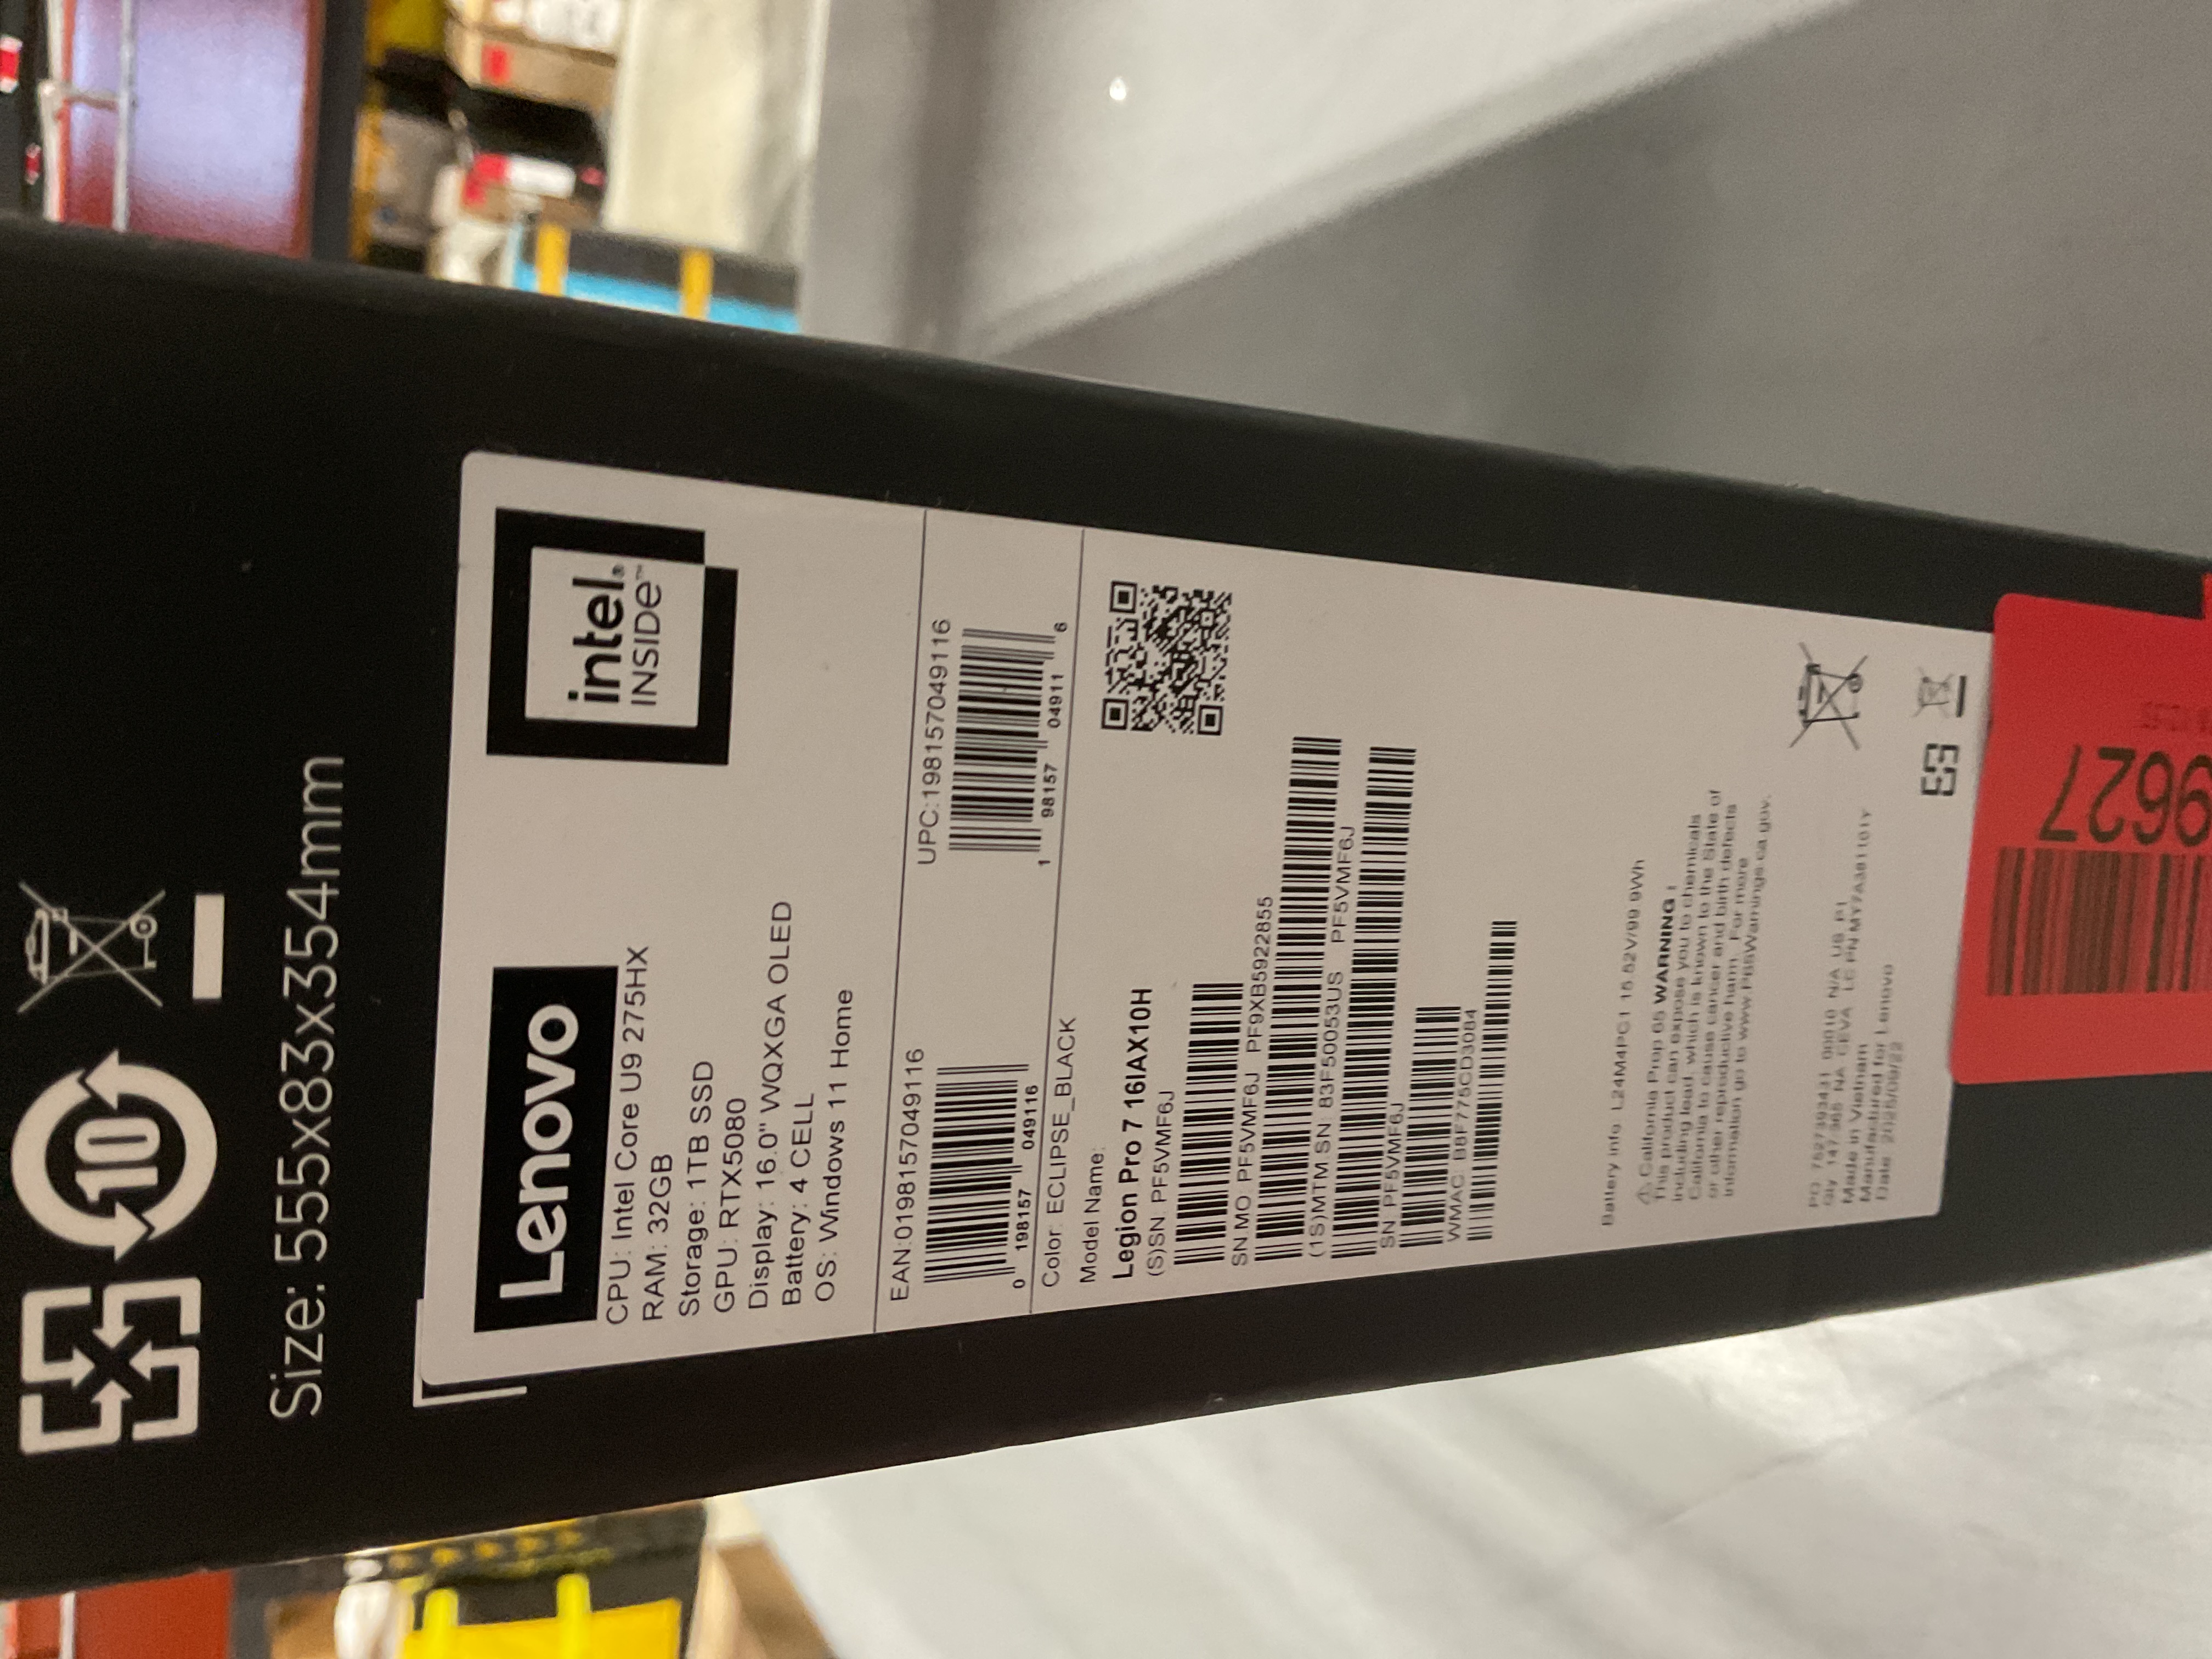 10
Size: 555x83x354mm
Lenovo
intel®
INSIDE™
CPU: Intel Core U9 275HX
RAM: 32GB
Storage: 1TB SSD
GPU: RTX5080
Display: 16.0" WQXGA OLED
Battery: 4 CELL
OS: Windows 11 Home
EAN:0198157049116
0 198157 049116
UPC:198157049116
1 98157 04911 6
Color: ECLIPSE_BLACK
Model Name:
Legion Pro 7 16IAX10H
(S)SN: PF5VMF6J
SN.MO PF5VMF6J PF9XB5922855
(1S)MTM SN: 83F50053US PF5VMF6J
SN: PF5VMF6J
WMAC: B8F775CD3084
Battery info: L24M4PC1 15.52V/99.9Wh
⚠ California Prop 65 WARNING !
This product can expose you to chemicals
including lead, which is known to the State of
California to cause cancer and birth defects
or other reproductive harm. For more
information go to www.P65Warnings.ca.gov.
Made in Vietnam
Manufactured for Lenovo
9627